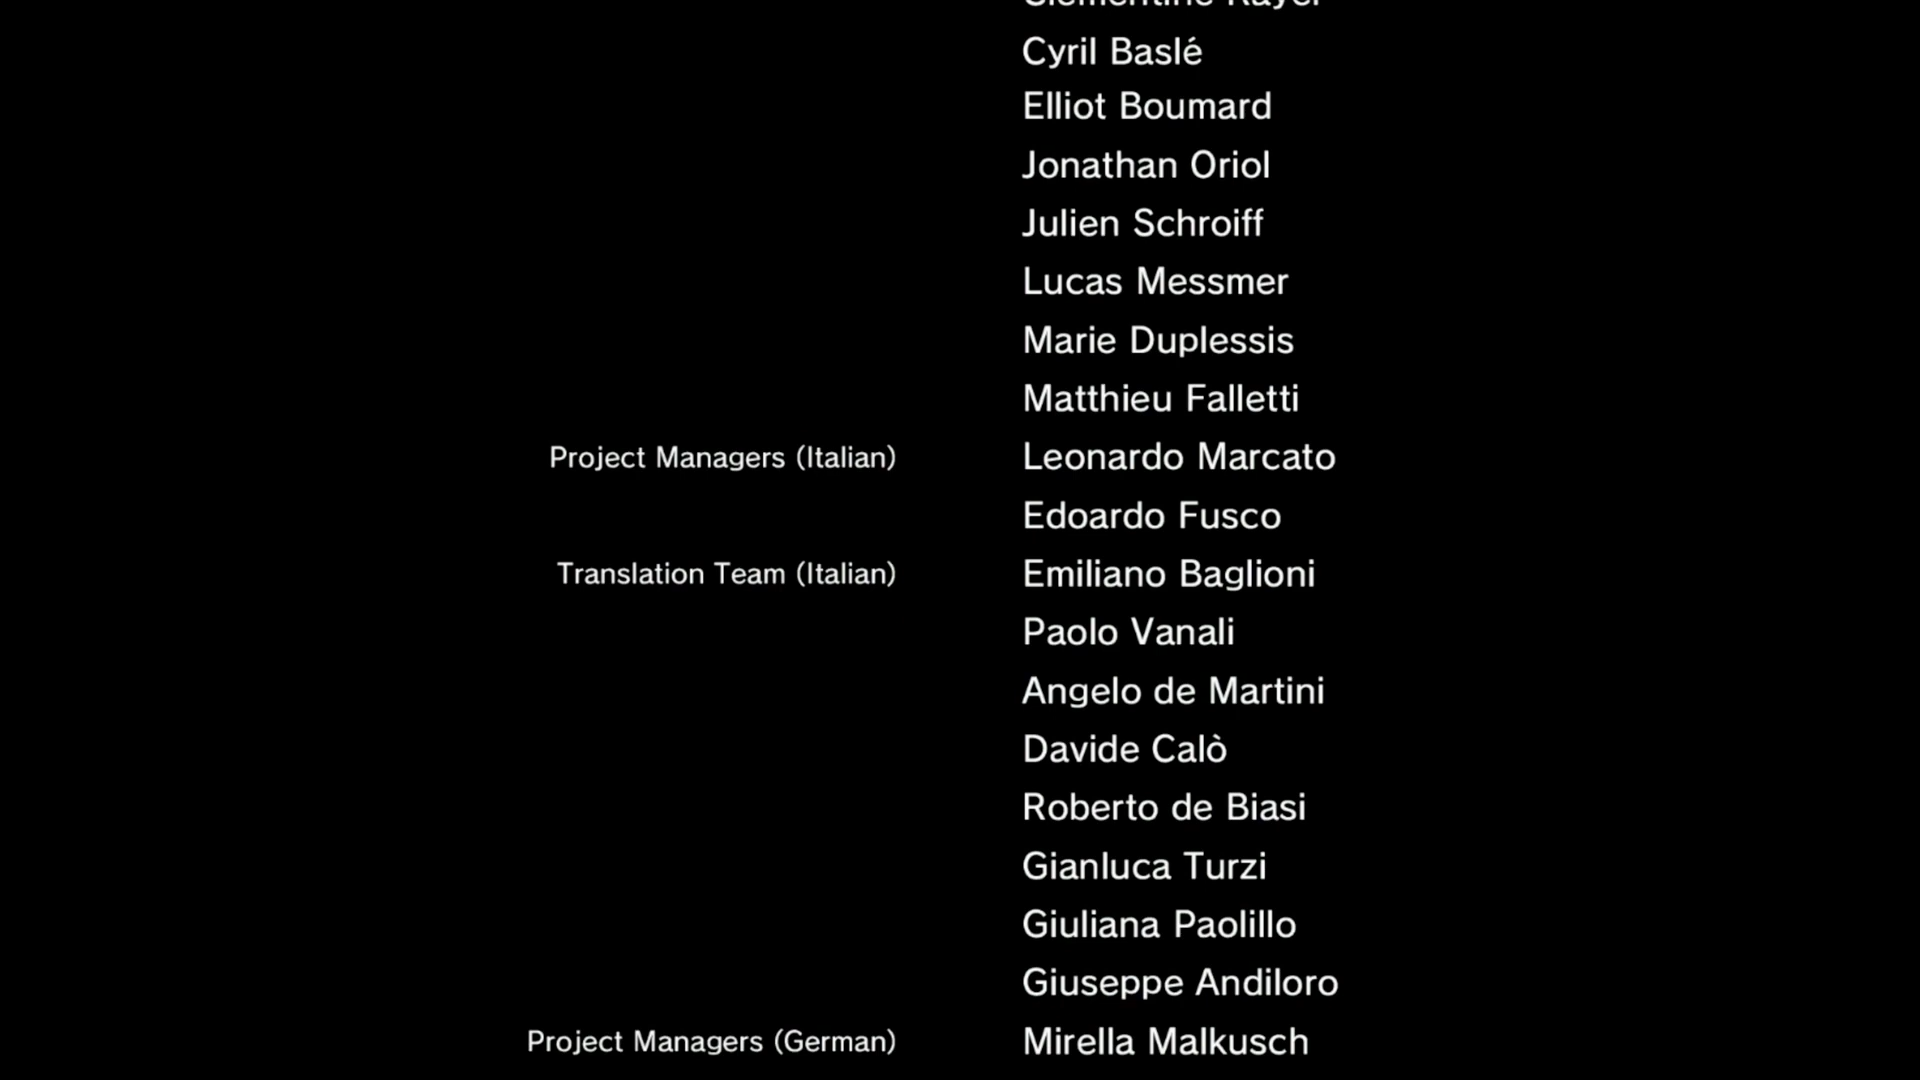 Cyril Baslé
Elliot Boumard
Jonathan Oriol
Julien Schroiff
Lucas Messmer
Marie Duplessis
Matthieu Falletti
Project Managers (Italian) Leonardo Marcato
Edoardo Fusco
Translation Team (Italian) Emiliano Baglioni
Paolo Vanali
Angelo de Martini
Davide Calò
Roberto de Biasi
Gianluca Turzi
Giuliana Paolillo
Giuseppe Andiloro
Project Managers (German) Mirella Malkusch